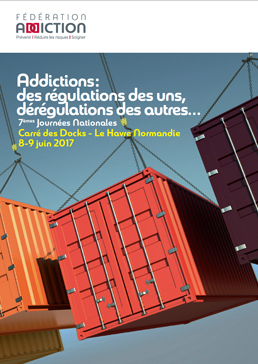 FÉDÉRATION
ADDICTION
Prévenir | Réduire les risques | Soigner
Addictions :
des régulations des uns,
dérégulations des autres...
7èmes Journées Nationales
Carré des Docks - Le Havre Normandie
8-9 juin 2017